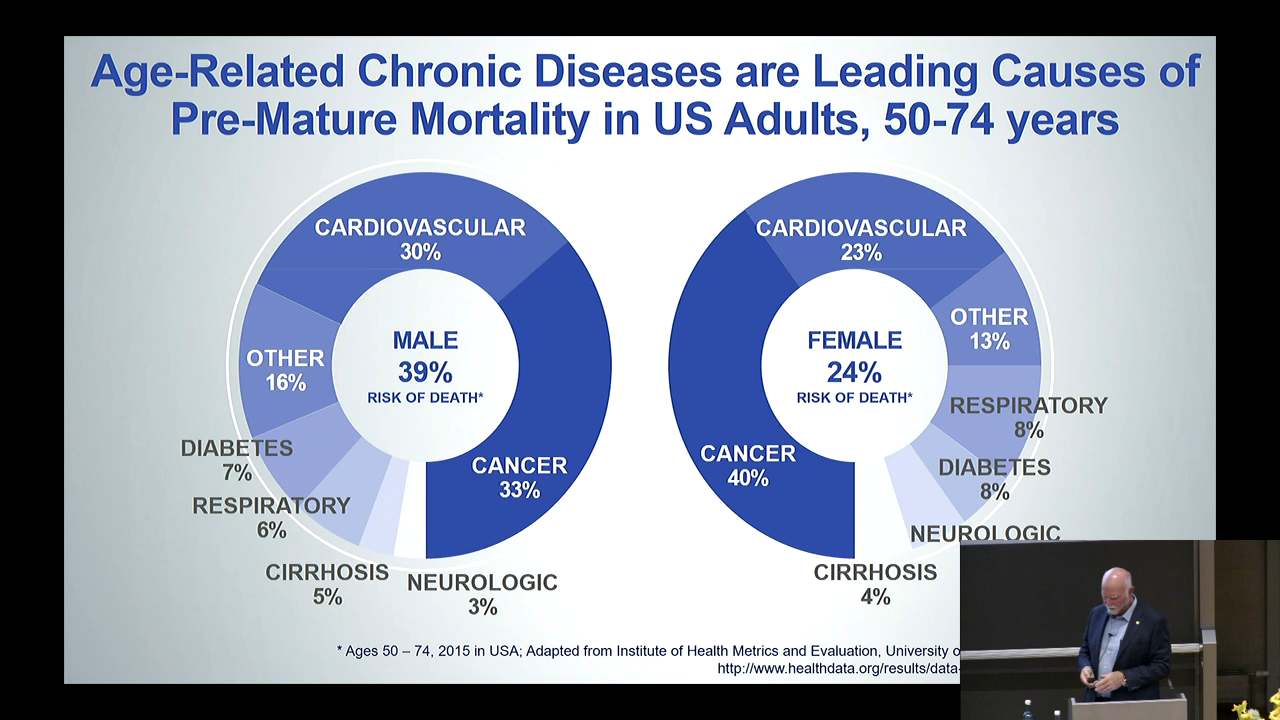 Age-Related Chronic Diseases are Leading Causes of
Pre-Mature Mortality in US Adults, 50-74 years
CARDIOVASCULAR
30%
OTHER
16%
DIABETES
7%
RESPIRATORY
6%
CIRRHOSIS
5%
NEUROLOGIC
3%
CANCER
33%
MALE
39%
RISK OF DEATH*
CARDIOVASCULAR
23%
OTHER
13%
RESPIRATORY
8%
DIABETES
8%
NEUROLOGIC
CIRRHOSIS
4%
CANCER
40%
FEMALE
24%
RISK OF DEATH*
* Ages 50 – 74, 2015 in USA; Adapted from Institute of Health Metrics and Evaluation, University
http://www.healthdata.org/results/data-